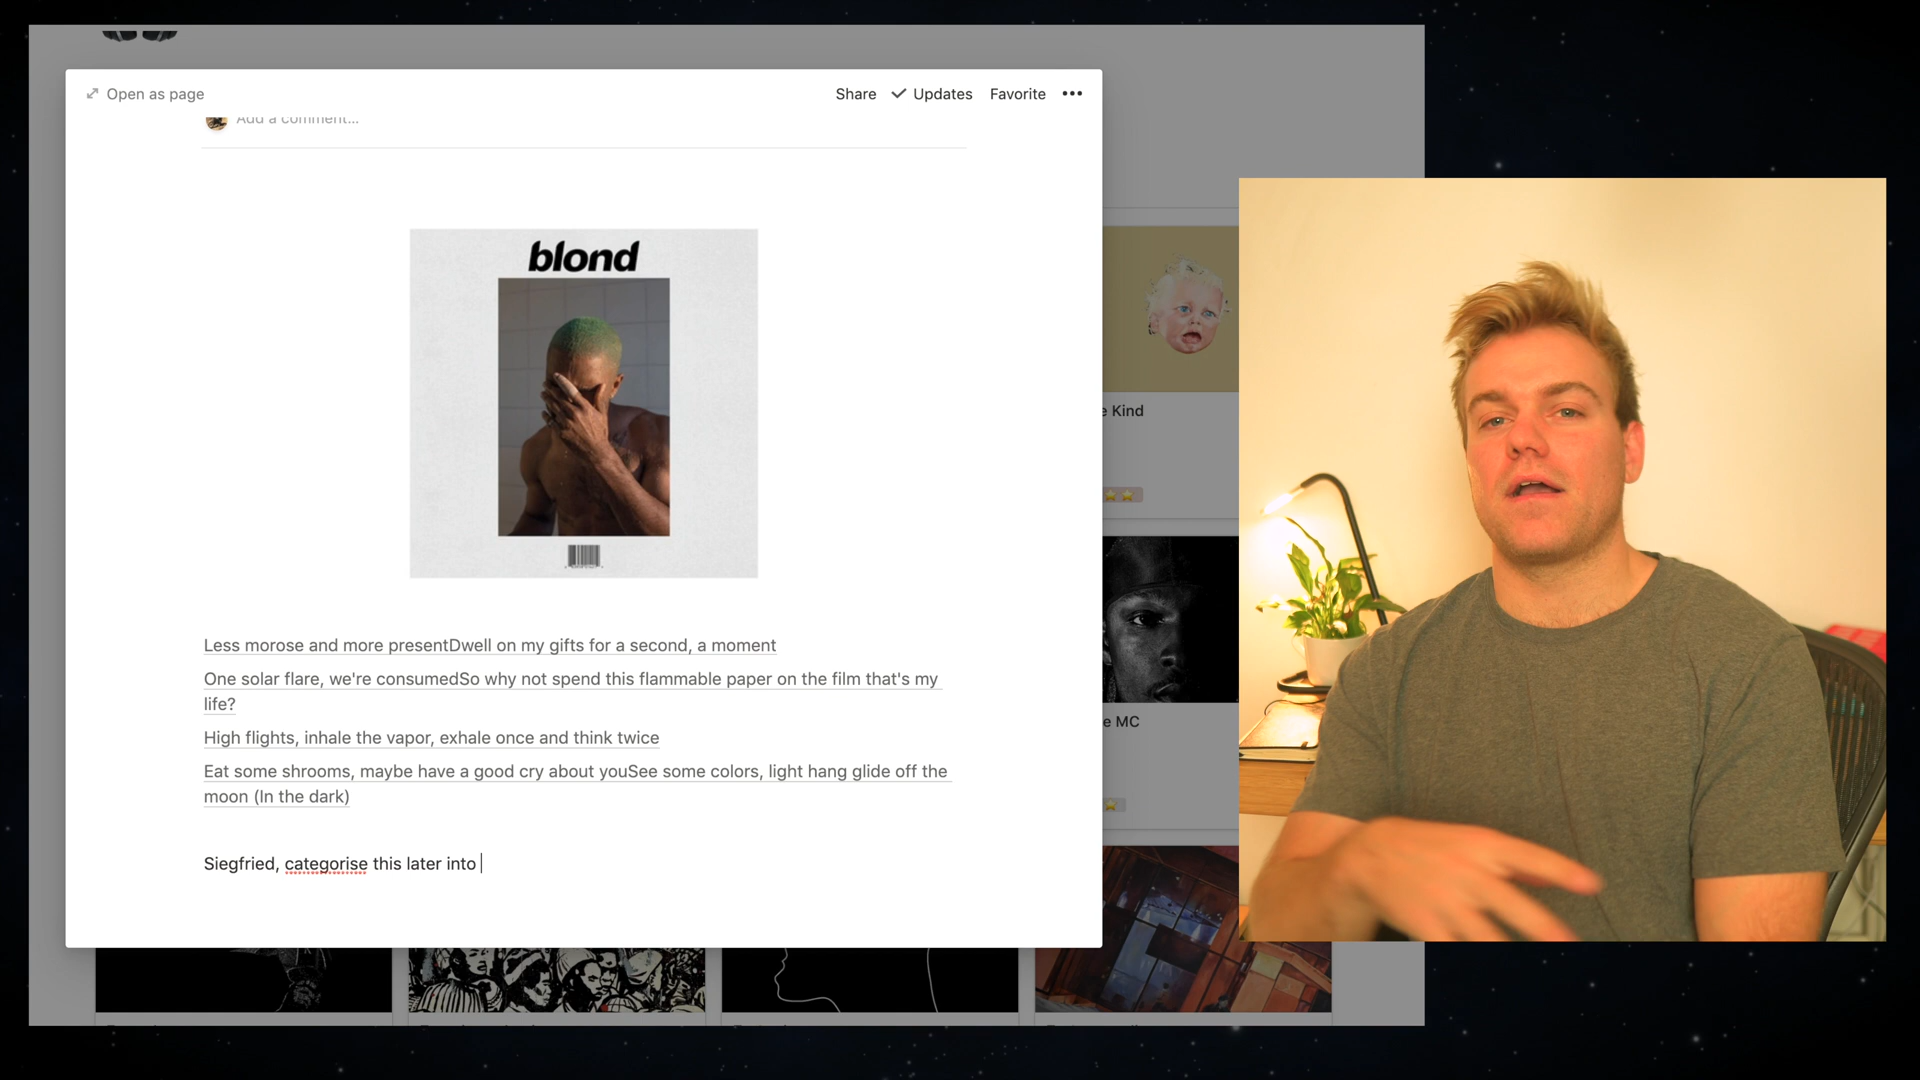 Open as page
Share
Updates
Favorite
Add a comment...
blond
Less morose and more presentDwell on my gifts for a second, a moment
One solar flare, we're consumedSo why not spend this flammable paper on the film that's my
life?
High flights, inhale the vapor, exhale once and think twice
Eat some shrooms, maybe have a good cry about youSee some colors, light hang glide off the
moon (In the dark)
Siegfried, categorise this later into
e Kind
e MC